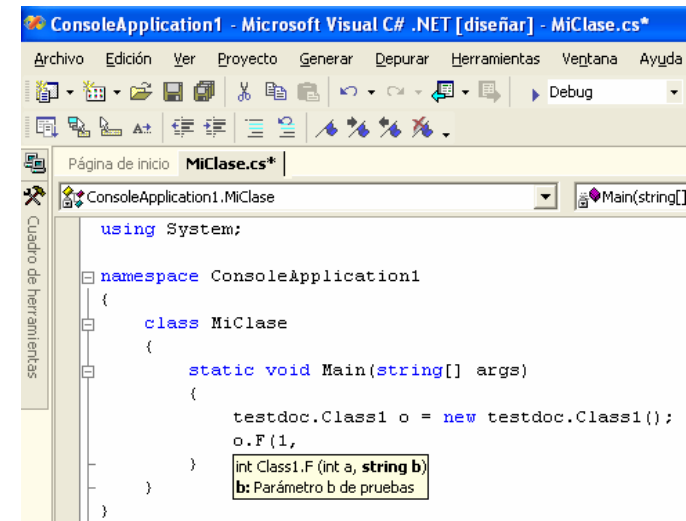 ConsoleApplication1 - Microsoft Visual C# .NET [diseñar] - MiClase.cs*
Archivo Edición Ver Proyecto Generar Depurar Herramientas Ventana Ayuda
Debug
Página de inicio MiClase.cs*
ConsoleApplication1.MiClase Main(string[]
Cuadro de herramientas
using System;
namespace ConsoleApplication1
{
class MiClase
{
static void Main(string[] args)
{
testdoc.Class1 o = new testdoc.Class1();
o.F(1,
}
int Class1.F (int a, string b)
b: Parámetro b de pruebas
}
}